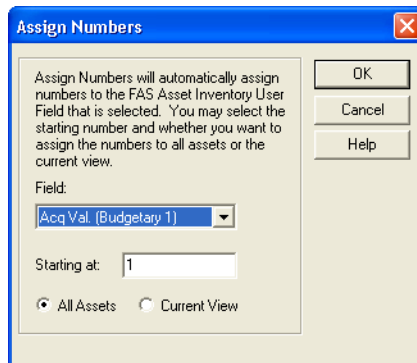 Assign Numbers
Assign Numbers will automatically assign
numbers to the FAS Asset Inventory User
Field that is selected. You may select the
starting number and whether you want to
assign the numbers to all assets or the
current view.
Field:
Acq Val. (Budgetary 1)
Starting at: 1
All Assets Current View
OK
Cancel
Help